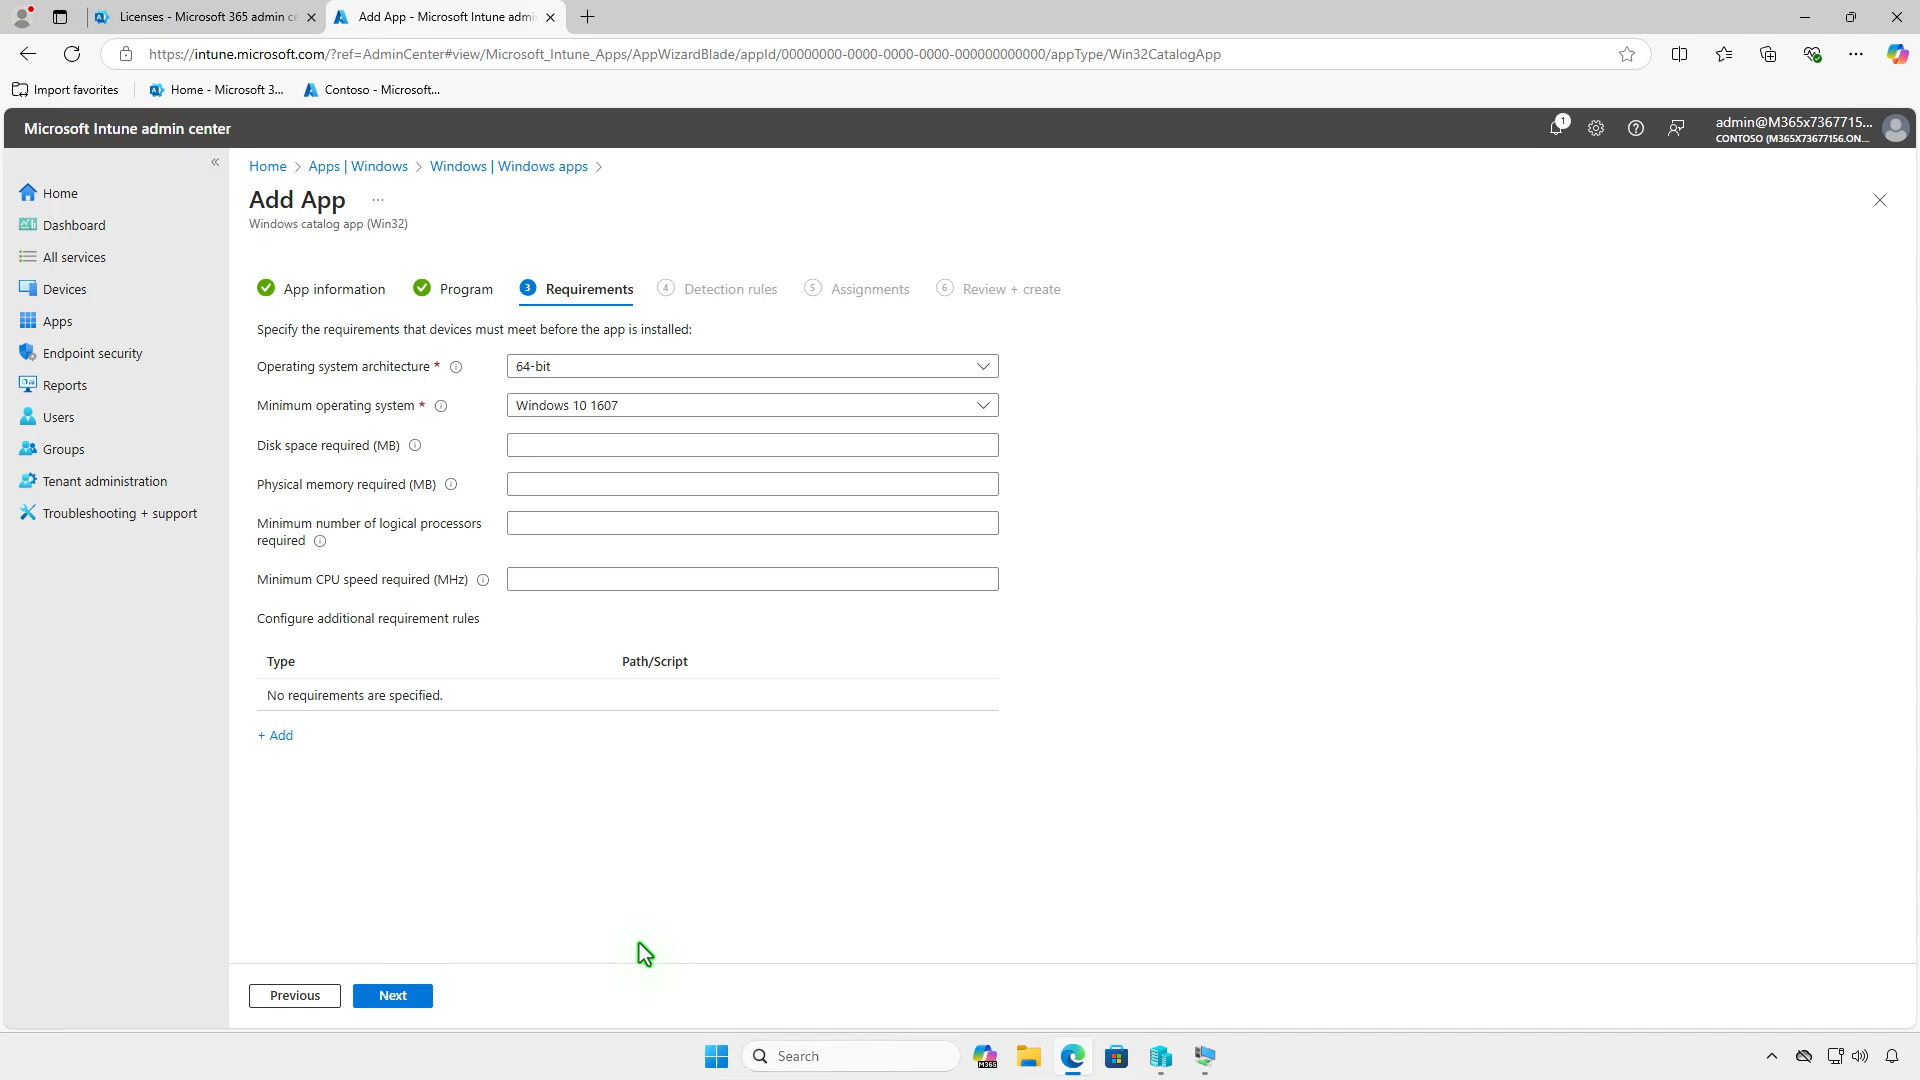 Licenses - Microsoft 365 admin ce
Add App - Microsoft Intune admi
https://intune.microsoft.com/?ref=AdminCenter#view/Microsoft_Intune_Apps/AppWizardBlade/appId/00000000-0000-0000-0000-000000000000/appType/Win32CatalogApp
Import favorites
Home - Microsoft 3...
Contoso - Microsoft...
Microsoft Intune admin center
1
admin@M365x7367715...
CONTOSO (M365X73677156.ON...
Home
Dashboard
All services
Devices
Apps
Endpoint security
Reports
Users
Groups
Tenant administration
Troubleshooting + support
Home > Apps | Windows > Windows | Windows apps >
Add App ...
Windows catalog app (Win32)
App information
Program
3 Requirements
4 Detection rules
5 Assignments
6 Review + create
Specify the requirements that devices must meet before the app is installed:
Operating system architecture * 64-bit
Minimum operating system * Windows 10 1607
Disk space required (MB)
Physical memory required (MB)
Minimum number of logical processors
required
Minimum CPU speed required (MHz)
Configure additional requirement rules
Type Path/Script
No requirements are specified.
+ Add
Previous Next
Search
M365